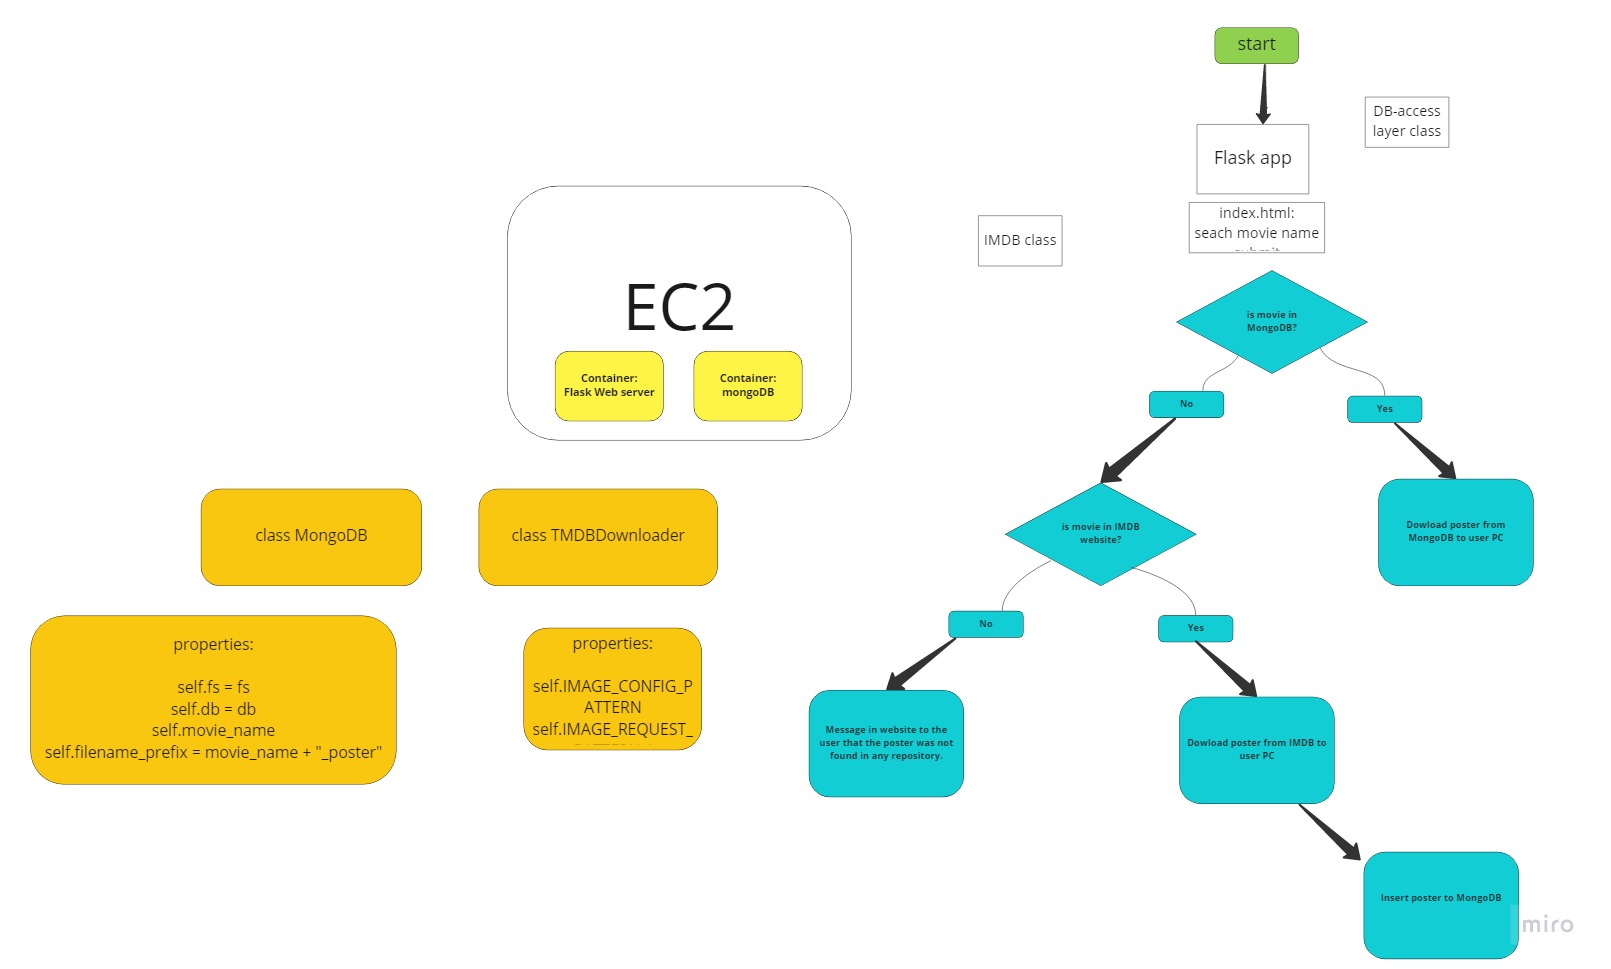 start
DB-access
layer class
Flask app
index.html:
seach movie name
IMDB class
EC2
Container:
Flask Web server
Container:
mongoDB
is movie in
MongoDB?
No
Yes
class MongoDB
class TMDBDownloader
is movie in IMDB
website?
Dowload poster from
MongoDB to user PC
No
Yes
properties:
self.fs = fs
self.db = db
self.movie_name
self.filename_prefix = movie_name + "_poster"
properties:
self.IMAGE_CONFIG_P
ATTERN
self.IMAGE_REQUEST_
Message in website to the
user that the poster was not
found in any repository.
Dowload poster from IMDB to
user PC
Insert poster to MongoDB
miro